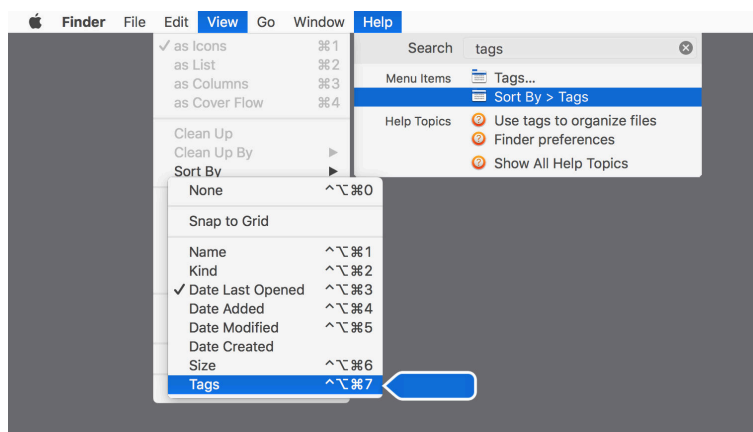 Finder File Edit View Go Window Help
✓ as Icons ⌘1
as List ⌘2
as Columns ⌘3
as Cover Flow ⌘4
Clean Up
Clean Up By ▶
Sort By ▶
None ^⌥⌘0
Snap to Grid
Name ^⌥⌘1
Kind ^⌥⌘2
✓ Date Last Opened ^⌥⌘3
Date Added ^⌥⌘4
Date Modified ^⌥⌘5
Date Created
Size ^⌥⌘6
Tags ^⌥⌘7
Search tags
Menu Items Tags...
Sort By > Tags
Help Topics Use tags to organize files
Finder preferences
Show All Help Topics